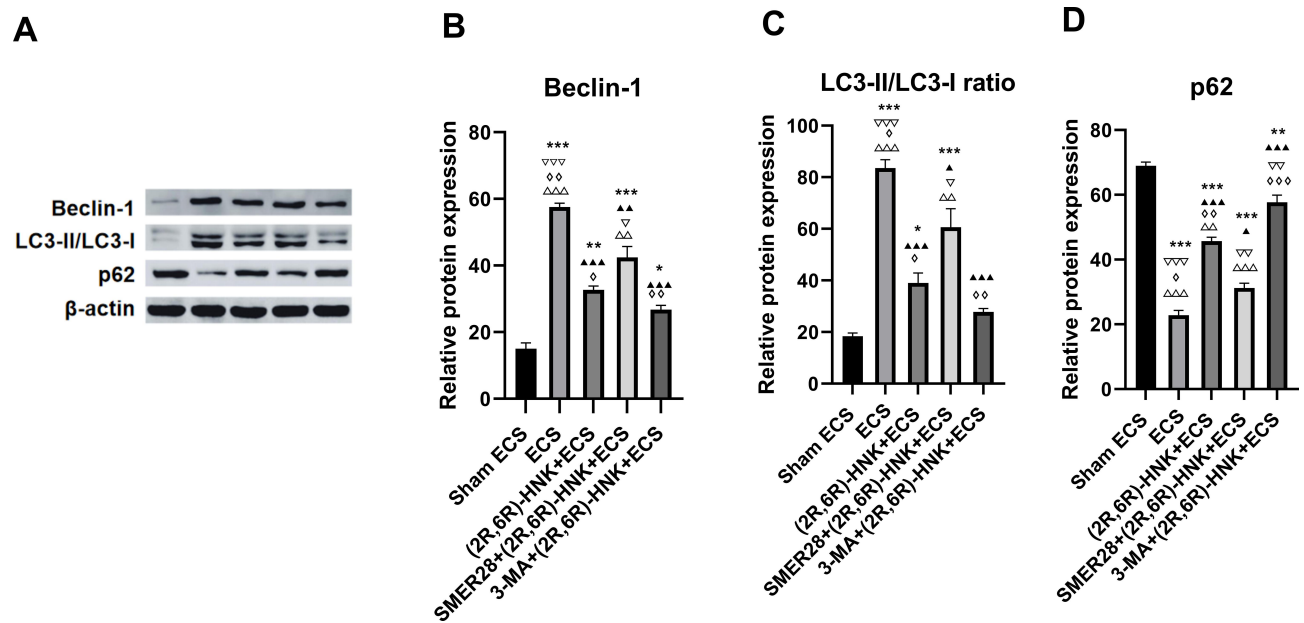 A
Beclin-1
LC3-II/LC3-I
p62
β-actin
B
Beclin-1
Relative protein expression
80
60
40
20
0
***
▽▽▽
◊◊
△△△
**
▲▲▲
◊
***
▲▲
▽
△△
*
▲▲▲
◊◊
Sham ECS
ECS
(2R,6R)-HNK+ECS
SMER28+(2R,6R)-HNK+ECS
3-MA+(2R,6R)-HNK+ECS
C
LC3-II/LC3-I ratio
Relative protein expression
100
80
60
40
20
0
***
▽▽▽
◊
△△△
*
▲▲▲
◊
***
▲
▽
△△
▲▲▲
◊◊
Sham ECS
ECS
(2R,6R)-HNK+ECS
SMER28+(2R,6R)-HNK+ECS
3-MA+(2R,6R)-HNK+ECS
D
p62
Relative protein expression
80
60
40
20
0
***
▽▽▽
◊
△△△
***
▲▲▲
◊◊
△△
***
▲
▽▽
△△△
**
▲▲▲
▽▽
◊◊◊
Sham ECS
ECS
(2R,6R)-HNK+ECS
SMER28+(2R,6R)-HNK+ECS
3-MA+(2R,6R)-HNK+ECS